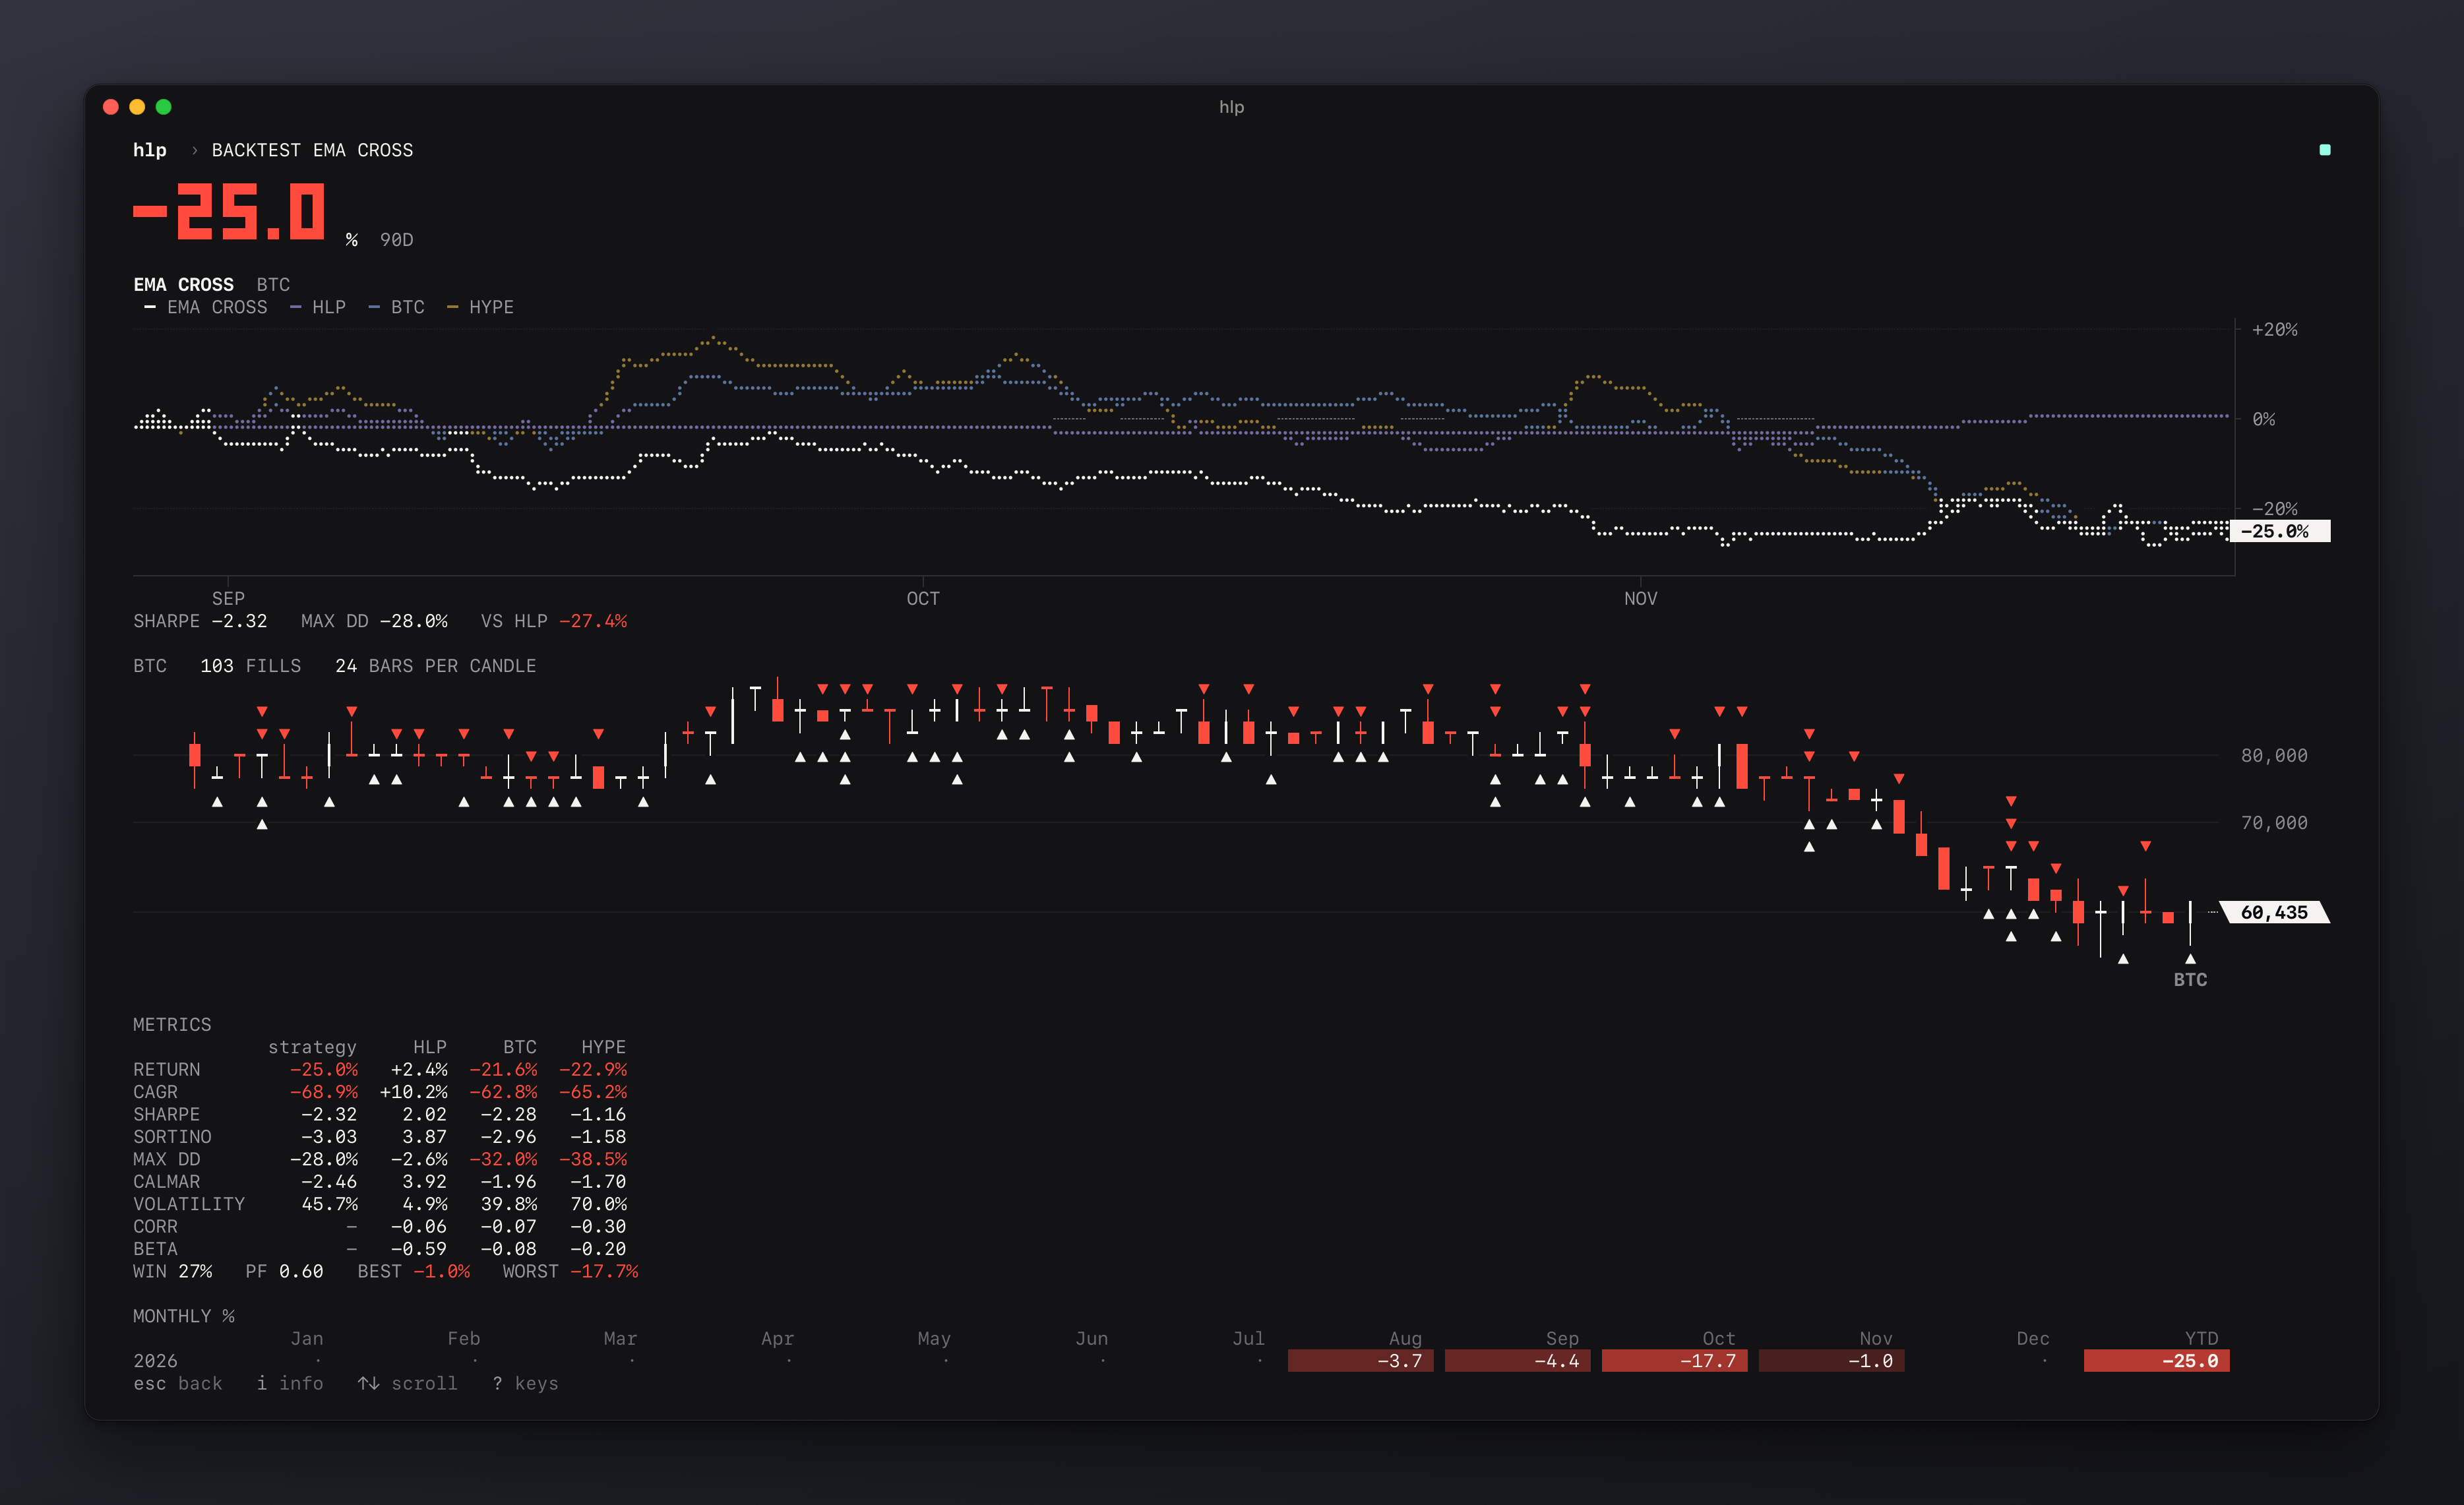 hlp
hlp › BACKTEST EMA CROSS
−25.0 % 90D
EMA CROSS BTC
EMA CROSS HLP BTC HYPE
+20%
0%
−20%
−25.0%
SEP OCT NOV
SHARPE −2.32 MAX DD −28.0% VS HLP −27.4%
BTC 103 FILLS 24 BARS PER CANDLE
80,000
70,000
60,435
BTC
METRICS
strategy HLP BTC HYPE
RETURN −25.0% +2.4% −21.6% −22.9%
CAGR −68.9% +10.2% −62.8% −65.2%
SHARPE −2.32 2.02 −2.28 −1.16
SORTINO −3.03 3.87 −2.96 −1.58
MAX DD −28.0% −2.6% −32.0% −38.5%
CALMAR −2.46 3.92 −1.96 −1.70
VOLATILITY 45.7% 4.9% 39.8% 70.0%
CORR − −0.06 −0.07 −0.30
BETA − −0.59 −0.08 −0.20
WIN 27% PF 0.60 BEST −1.0% WORST −17.7%
MONTHLY %
Jan Feb Mar Apr May Jun Jul Aug Sep Oct Nov Dec YTD
2026 · · · · · · · −3.7 −4.4 −17.7 −1.0 · −25.0
esc back i info ↑↓ scroll ? keys